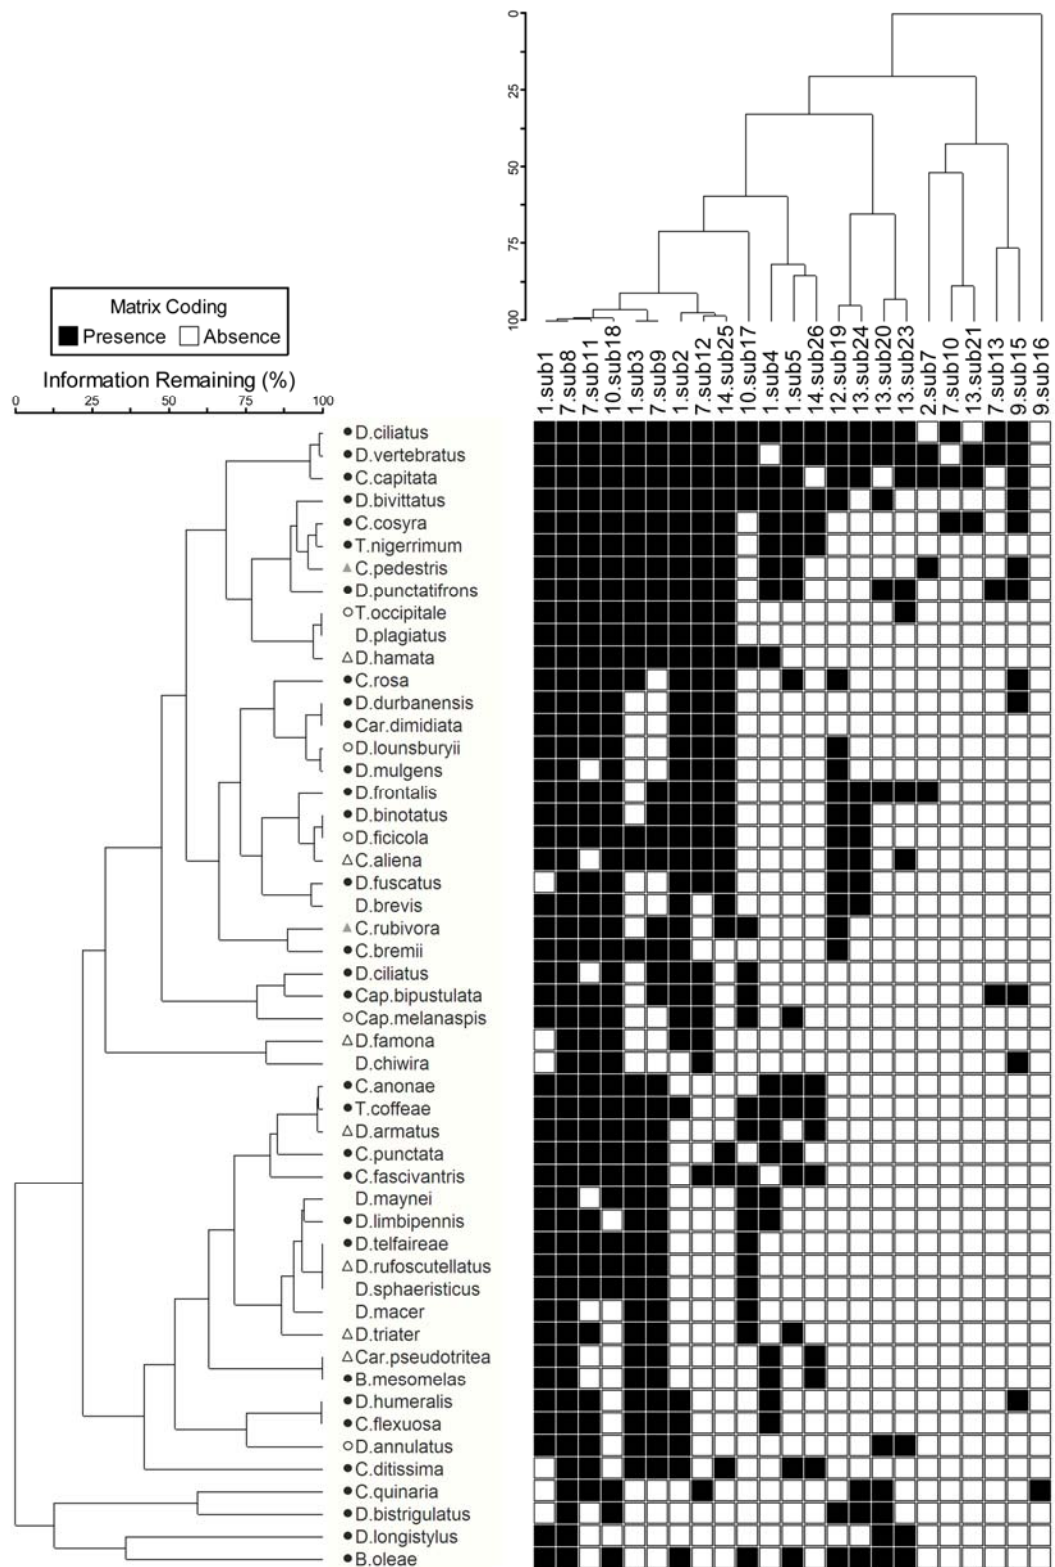 0
25
50
75
100
Matrix Coding
Presence Absence
Information Remaining (%)
0 25 50 75 100
1.sub1
7.sub8
7.sub11
10.sub18
1.sub3
7.sub9
1.sub2
7.sub12
14.sub25
10.sub17
1.sub4
1.sub5
14.sub26
12.sub19
13.sub24
13.sub20
13.sub23
2.sub7
7.sub10
13.sub21
7.sub13
9.sub15
9.sub16
D.ciliatus
D.vertebratus
C.capitata
D.bivittatus
C.cosyra
T.nigerrimum
C.pedestris
D.punctatifrons
T.occipitale
D.plagiatus
D.hamata
C.rosa
D.durbanensis
Car.dimidiata
D.lounsburyii
D.mulgens
D.frontalis
D.binotatus
D.ficicola
C.aliena
D.fuscatus
D.brevis
C.rubivora
C.bremii
D.ciliatus
Cap.bipustulata
Cap.melanaspis
D.famona
D.chiwira
C.anonae
T.coffeae
D.armatus
C.punctata
C.fascivantris
D.maynei
D.limbipennis
D.telfaireae
D.rufoscutellatus
D.sphaeristicus
D.macer
D.triater
Car.pseudotritea
B.mesomelas
D.humeralis
C.flexuosa
D.annulatus
C.ditissima
C.quinaria
D.bistrigulatus
D.longistylus
B.oleae